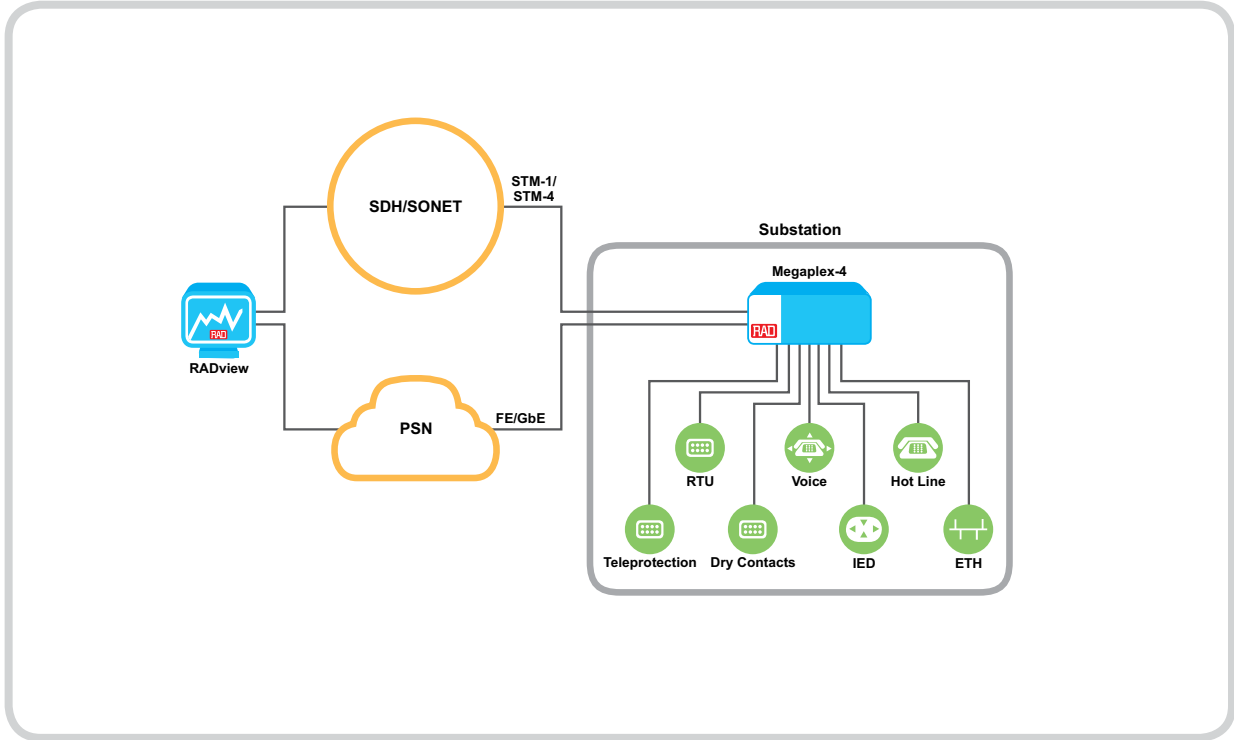 STM-1/
STM-4
SDH/SONET
Substation
Megaplex-4
RAD
RAD
RADview
FE/GbE
PSN
RTU
Voice
Hot Line
Teleprotection
Dry Contacts
IED
ETH